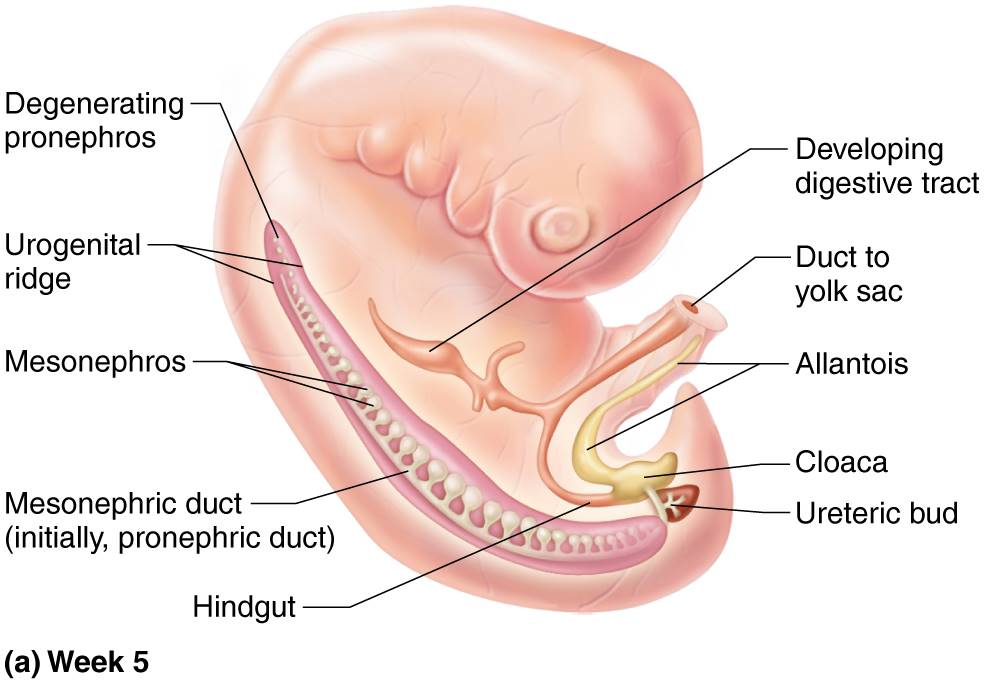 Degenerating
pronephros
Urogenital
ridge
Mesonephros
Mesonephric duct
(initially, pronephric duct)
Hindgut
Developing
digestive tract
Duct to
yolk sac
Allantois
Cloaca
Ureteric bud
(a) Week 5